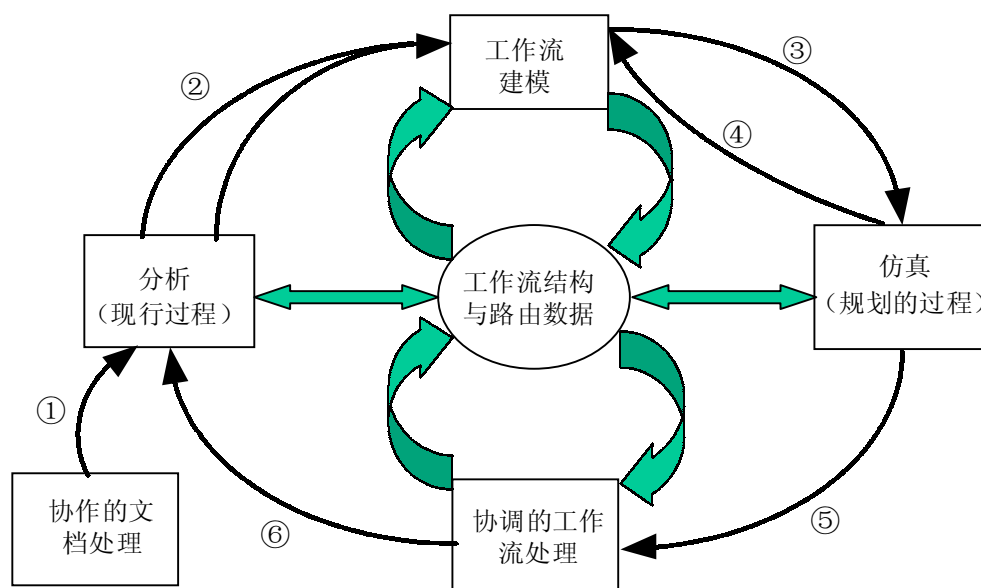 工作流
建模
②
③
④
分析
（现行过程）
工作流结构
与路由数据
仿真
（规划的过程）
①
协作的文
档处理
⑥
协调的工作
流处理
⑤